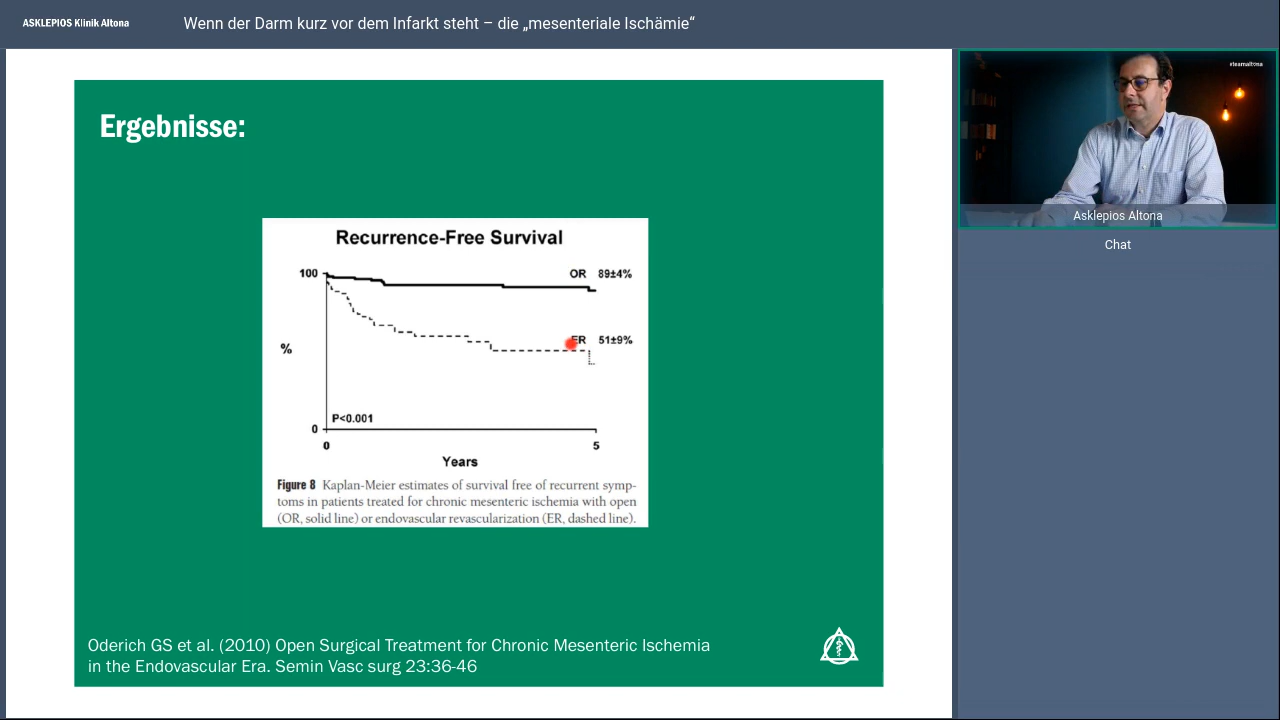 ASKLEPIOS Klinik Altona
Wenn der Darm kurz vor dem Infarkt steht – die „mesenteriale Ischämie“
Ergebnisse:
Recurrence-Free Survival
100
OR 89±4%
ER 51±9%
%
P<0.001
0
0
5
Years
Figure 8 Kaplan-Meier estimates of survival free of recurrent symp-
toms in patients treated for chronic mesenteric ischemia with open
(OR, solid line) or endovascular revascularization (ER, dashed line).
Oderich GS et al. (2010) Open Surgical Treatment for Chronic Mesenteric Ischemia
in the Endovascular Era. Semin Vasc surg 23:36-46
#teamaltona
Asklepios Altona
Chat